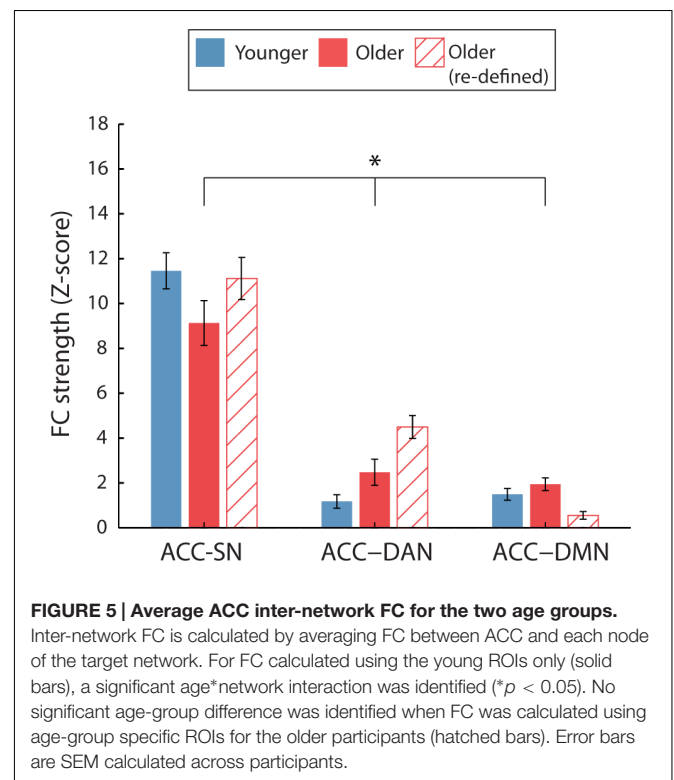 Younger Older Older
(re-defined)
18
16
14
12
10
8
6
4
2
0
FC strength (Z-score)
*
ACC-SN ACC–DAN ACC–DMN
FIGURE 5 | Average ACC inter-network FC for the two age groups.
Inter-network FC is calculated by averaging FC between ACC and each node
of the target network. For FC calculated using the young ROIs only (solid
bars), a significant age*network interaction was identified (*p < 0.05). No
significant age-group difference was identified when FC was calculated using
age-group specific ROIs for the older participants (hatched bars). Error bars
are SEM calculated across participants.